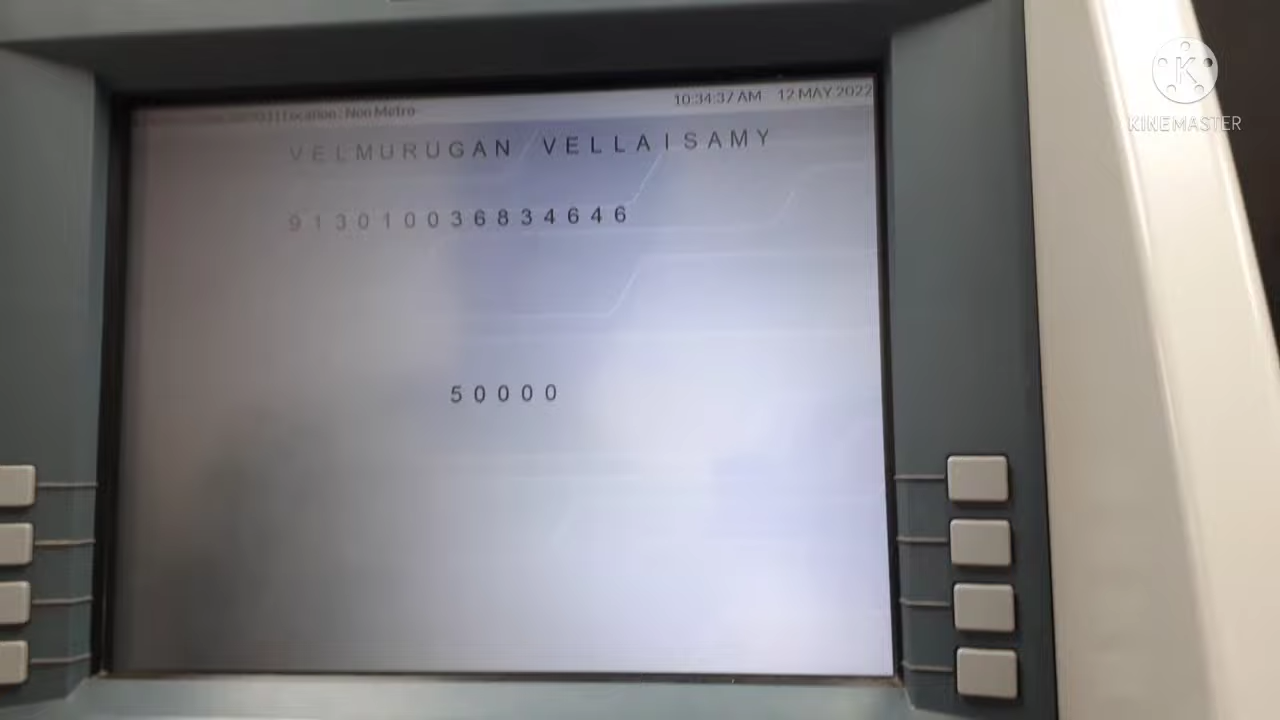 10:34:37 AM 12 MAY 2022
Location : Non Metro
VELMURUGAN VELLAISAMY
913010036834646
50000
KINEMASTER